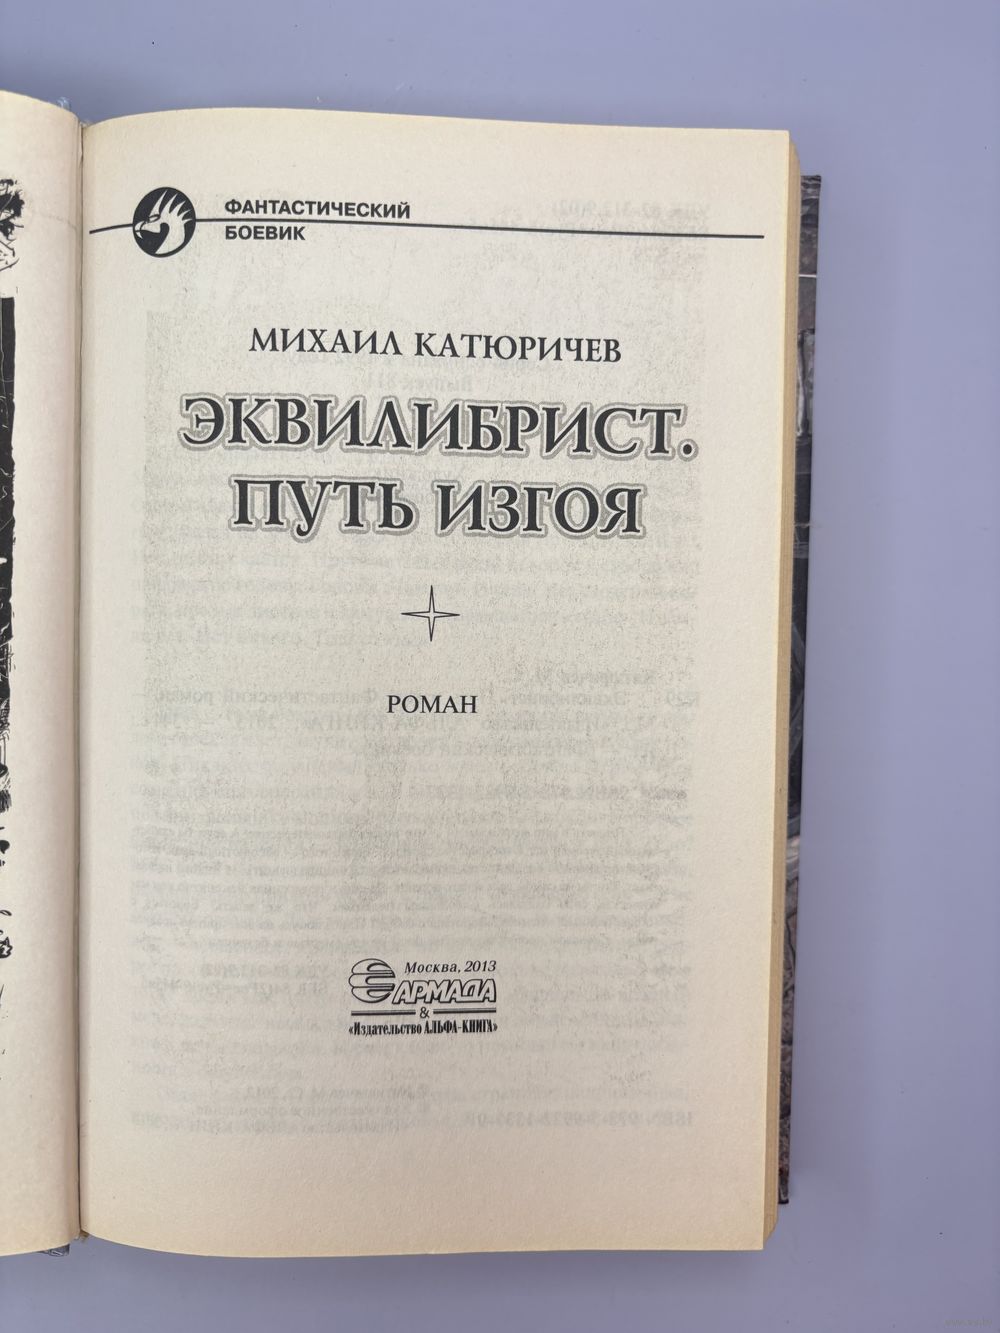 ФАНТАСТИЧЕСКИЙ
БОЕВИК
МИХАИЛ КАТЮРИЧЕВ
ЭКВИЛИБРИСТ.
ПУТЬ ИЗГОЯ
РОМАН
Москва, 2013
АРМАДА
&
«Издательство АЛЬФА-КНИГА»